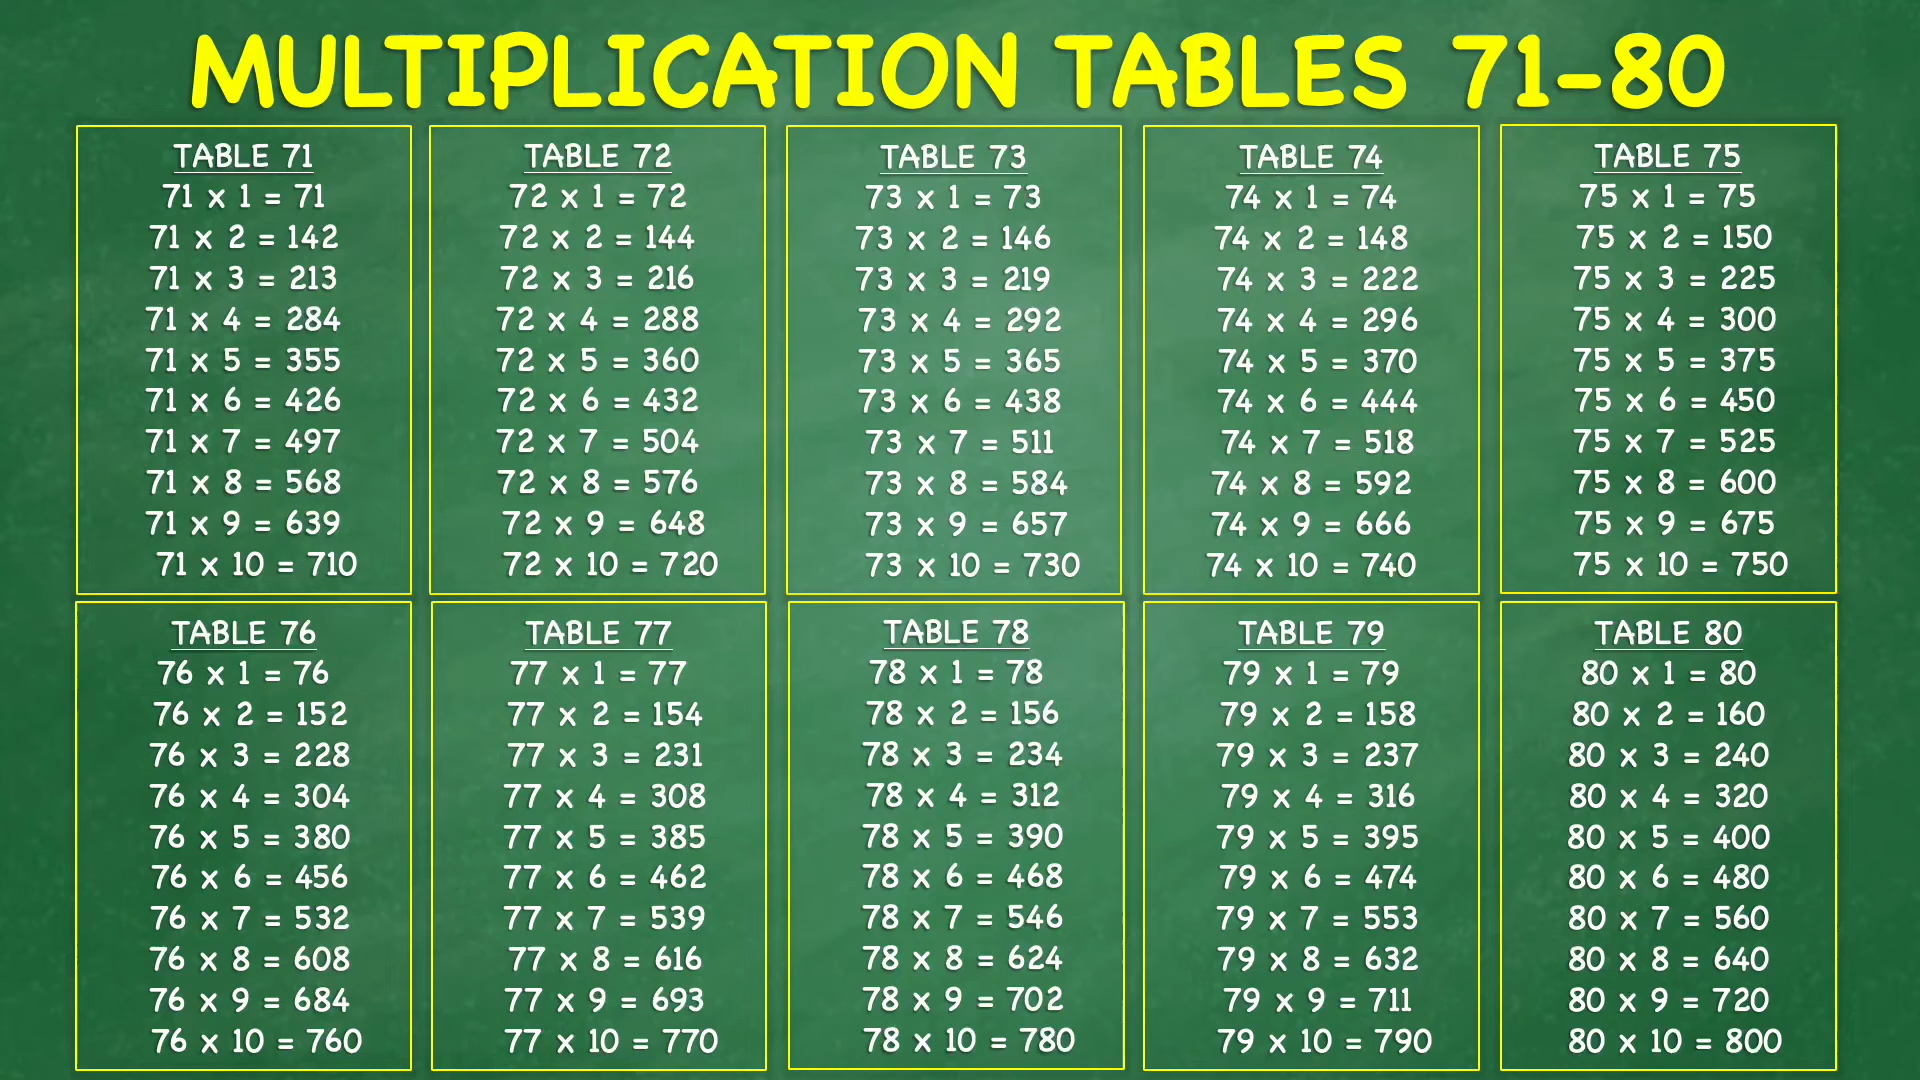 MULTIPLICATION TABLES 71-80
TABLE 71
71 x 1 = 71
71 x 2 = 142
71 x 3 = 213
71 x 4 = 284
71 x 5 = 355
71 x 6 = 426
71 x 7 = 497
71 x 8 = 568
71 x 9 = 639
71 x 10 = 710
TABLE 72
72 x 1 = 72
72 x 2 = 144
72 x 3 = 216
72 x 4 = 288
72 x 5 = 360
72 x 6 = 432
72 x 7 = 504
72 x 8 = 576
72 x 9 = 648
72 x 10 = 720
TABLE 73
73 x 1 = 73
73 x 2 = 146
73 x 3 = 219
73 x 4 = 292
73 x 5 = 365
73 x 6 = 438
73 x 7 = 511
73 x 8 = 584
73 x 9 = 657
73 x 10 = 730
TABLE 74
74 x 1 = 74
74 x 2 = 148
74 x 3 = 222
74 x 4 = 296
74 x 5 = 370
74 x 6 = 444
74 x 7 = 518
74 x 8 = 592
74 x 9 = 666
74 x 10 = 740
TABLE 75
75 x 1 = 75
75 x 2 = 150
75 x 3 = 225
75 x 4 = 300
75 x 5 = 375
75 x 6 = 450
75 x 7 = 525
75 x 8 = 600
75 x 9 = 675
75 x 10 = 750
TABLE 76
76 x 1 = 76
76 x 2 = 152
76 x 3 = 228
76 x 4 = 304
76 x 5 = 380
76 x 6 = 456
76 x 7 = 532
76 x 8 = 608
76 x 9 = 684
76 x 10 = 760
TABLE 77
77 x 1 = 77
77 x 2 = 154
77 x 3 = 231
77 x 4 = 308
77 x 5 = 385
77 x 6 = 462
77 x 7 = 539
77 x 8 = 616
77 x 9 = 693
77 x 10 = 770
TABLE 78
78 x 1 = 78
78 x 2 = 156
78 x 3 = 234
78 x 4 = 312
78 x 5 = 390
78 x 6 = 468
78 x 7 = 546
78 x 8 = 624
78 x 9 = 702
78 x 10 = 780
TABLE 79
79 x 1 = 79
79 x 2 = 158
79 x 3 = 237
79 x 4 = 316
79 x 5 = 395
79 x 6 = 474
79 x 7 = 553
79 x 8 = 632
79 x 9 = 711
79 x 10 = 790
TABLE 80
80 x 1 = 80
80 x 2 = 160
80 x 3 = 240
80 x 4 = 320
80 x 5 = 400
80 x 6 = 480
80 x 7 = 560
80 x 8 = 640
80 x 9 = 720
80 x 10 = 800